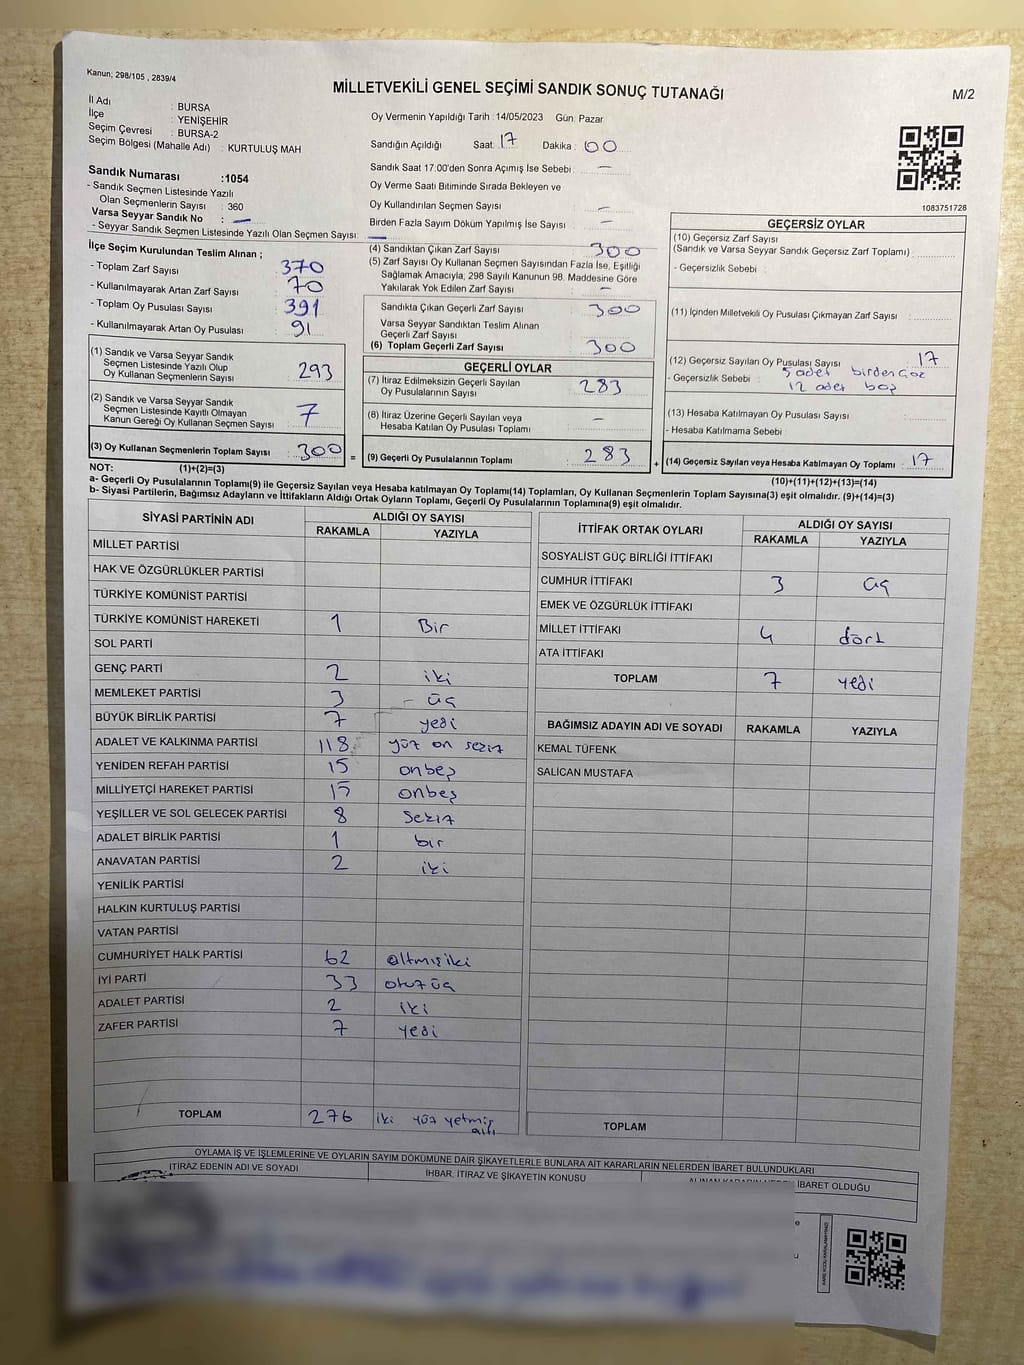 Kanun; 298/105 , 2839/4
MİLLETVEKİLİ GENEL SEÇİMİ SANDIK SONUÇ TUTANAĞI
M/2
İl Adı : BURSA
İlçe : YENİŞEHİR
Seçim Çevresi : BURSA-2
Seçim Bölgesi (Mahalle Adı) : KURTULUŞ MAH
Sandık Numarası :1054
- Sandık Seçmen Listesinde Yazılı
Olan Seçmenlerin Sayısı : 360
Varsa Seyyar Sandık No : —
- Seyyar Sandık Seçmen Listesinde Yazılı Olan Seçmen Sayısı: —
Oy Vermenin Yapıldığı Tarih : 14/05/2023 Gün: Pazar
Sandığın Açıldığı Saat: 17 Dakika : 00
Sandık Saat 17.00'den Sonra Açımış İse Sebebi : —
Oy Verme Saati Bitiminde Sırada Bekleyen ve
Oy Kullandırılan Seçmen Sayısı : —
Birden Fazla Sayım Döküm Yapılmış İse Sayısı : —
1083751728
İlçe Seçim Kurulundan Teslim Alınan ;
- Toplam Zarf Sayısı : 370
- Kullanılmayarak Artan Zarf Sayısı : 70
- Toplam Oy Pusulası Sayısı : 391
- Kullanılmayarak Artan Oy Pusulası : 91
(1) Sandık ve Varsa Seyyar Sandık
Seçmen Listesinde Yazılı Olup
Oy Kullanan Seçmenlerin Sayısı : 293
(2) Sandık ve Varsa Seyyar Sandık
Seçmen Listesinde Kayıtlı Olmayan
Kanun Gereği Oy Kullanan Seçmen Sayısı : 7
(3) Oy Kullanan Seçmenlerin Toplam Sayısı : 300
(4) Sandıktan Çıkan Zarf Sayısı : 300
(5) Zarf Sayısı Oy Kullanan Seçmen Sayısından Fazla İse, Eşitliği
Sağlamak Amacıyla, 298 Sayılı Kanunun 98. Maddesine Göre
Yakılarak Yok Edilen Zarf Sayısı : —
Sandıkta Çıkan Geçerli Zarf Sayısı : 300
Varsa Seyyar Sandıktan Teslim Alınan
Geçerli Zarf Sayısı :
(6) Toplam Geçerli Zarf Sayısı : 300
GEÇERLİ OYLAR
(7) İtiraz Edilmeksizin Geçerli Sayılan
Oy Pusulasının Sayısı : 283
(8) İtiraz Üzerine Geçerli Sayılan veya
Hesaba Katılan Oy Pusulası Toplamı : —
= (9) Geçerli Oy Pusulalarının Toplamı : 283
GEÇERSİZ OYLAR
(10) Geçersiz Zarf Sayısı
(Sandık ve Varsa Seyyar Sandık Geçersiz Zarf Toplamı) :
- Geçersizlik Sebebi :
(11) İçinden Milletvekili Oy Pusulası Çıkmayan Zarf Sayısı :
(12) Geçersiz Sayılan Oy Pusulası Sayısı : 17
- Geçersizlik Sebebi : 5 adet birden çok
12 adet boş
(13) Hesaba Katılmayan Oy Pusulası Sayısı :
- Hesaba Katılmama Sebebi :
+ (14) Geçersiz Sayılan veya Hesaba Katılmayan Oy Toplamı : 17
NOT: (1)+(2)=(3)
(10)+(11)+(12)+(13)=(14)
a- Geçerli Oy Pusulalarının Toplamı(9) ile Geçersiz Sayılan veya Hesaba katılmayan Oy Toplamı(14) Toplamları, Oy Kullanan Seçmenlerin Toplam Sayısına(3) eşit olmalıdır. (9)+(14)=(3)
b- Siyasi Partilerin, Bağımsız Adayların ve İttifakların Aldığı Ortak Oyların Toplamı, Geçerli Oy Pusulalarının Toplamına(9) eşit olmalıdır.
SİYASİ PARTİNİN ADI ALDIĞI OY SAYISI
RAKAMLA YAZIYLA
MİLLET PARTİSİ
HAK VE ÖZGÜRLÜKLER PARTİSİ
TÜRKİYE KOMÜNİST PARTİSİ
TÜRKİYE KOMÜNİST HAREKETİ 1 Bir
SOL PARTİ
GENÇ PARTİ 2 iki
MEMLEKET PARTİSİ 3 üç
BÜYÜK BİRLİK PARTİSİ 7 yedi
ADALET VE KALKINMA PARTİSİ 118 yüz on sekiz
YENİDEN REFAH PARTİSİ 15 onbeş
MİLLİYETÇİ HAREKET PARTİSİ 15 onbeş
YEŞİLLER VE SOL GELECEK PARTİSİ 8 Sekiz
ADALET BİRLİK PARTİSİ 1 bir
ANAVATAN PARTİSİ 2 iki
YENİLİK PARTİSİ
HALKIN KURTULUŞ PARTİSİ
VATAN PARTİSİ
CUMHURİYET HALK PARTİSİ 62 altmışiki
İYİ PARTİ 33 otuzüç
ADALET PARTİSİ 2 iki
ZAFER PARTİSİ 7 yedi
TOPLAM 276 iki yüz yetmiş
altı
İTTİFAK ORTAK OYLARI ALDIĞI OY SAYISI
RAKAMLA YAZIYLA
SOSYALİST GÜÇ BİRLİĞİ İTTİFAKI
CUMHUR İTTİFAKI 3 üç
EMEK VE ÖZGÜRLÜK İTTİFAKI
MİLLET İTTİFAKI 4 dört
ATA İTTİFAKI
TOPLAM 7 yedi
BAĞIMSIZ ADAYIN ADI VE SOYADI RAKAMLA YAZIYLA
KEMAL TÜFENK
SALİCAN MUSTAFA
TOPLAM
OYLAMA İŞ VE İŞLEMLERİNE VE OYLARIN SAYIM DÖKÜMÜNE DAİR ŞİKAYETLERLE BUNLARA AİT KARARLARIN NELERDEN İBARET BULUNDUKLARI
İTİRAZ EDENİN ADI VE SOYADI
İHBAR, İTİRAZ VE ŞİKAYETİN KONUSU
İBARET OLDUĞU